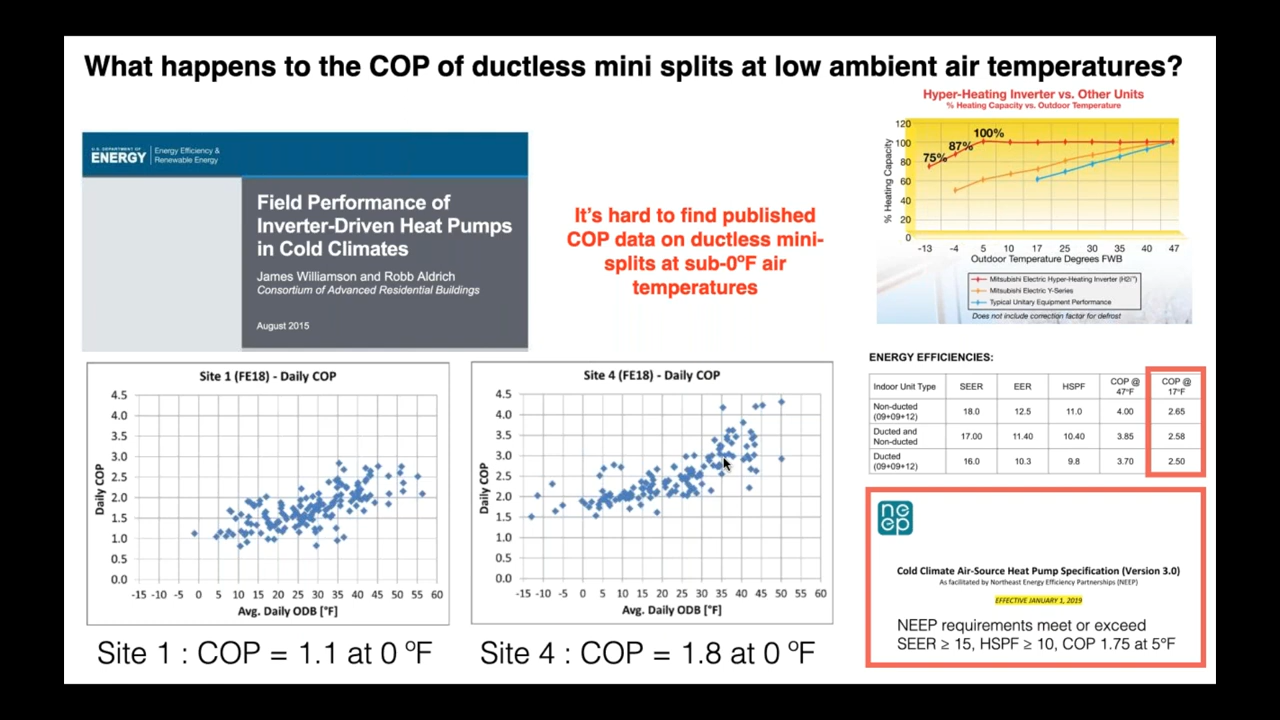 What happens to the COP of ductless mini splits at low ambient air temperatures?
U.S. DEPARTMENT OF
ENERGY
Energy Efficiency &
Renewable Energy
Field Performance of
Inverter-Driven Heat Pumps
in Cold Climates
James Williamson and Robb Aldrich
Consortium of Advanced Residential Buildings
August 2015
It's hard to find published
COP data on ductless mini-
splits at sub-0ºF air
temperatures
Hyper-Heating Inverter vs. Other Units
% Heating Capacity vs. Outdoor Temperature
% Heating Capacity
120
100
80
60
40
20
0
75%
87%
100%
-13 -4 5 10 17 25 30 35 40 47
Outdoor Temperature Degrees FWB
Mitsubishi Electric Hyper-Heating Inverter (H2i™)
Mitsubishi Electric Y-Series
Typical Unitary Equipment Performance
Does not include correction factor for defrost
Site 1 (FE18) - Daily COP
Daily COP
4.5
4.0
3.5
3.0
2.5
2.0
1.5
1.0
0.5
0.0
-15 -10 -5 0 5 10 15 20 25 30 35 40 45 50 55 60
Avg. Daily ODB [°F]
Site 1 : COP = 1.1 at 0 ºF
Site 4 (FE18) - Daily COP
Daily COP
4.5
4.0
3.5
3.0
2.5
2.0
1.5
1.0
0.5
0.0
-15 -10 -5 0 5 10 15 20 25 30 35 40 45 50 55 60
Avg. Daily ODB [°F]
Site 4 : COP = 1.8 at 0 ºF
ENERGY EFFICIENCIES:
Indoor Unit Type SEER EER HSPF COP @ 47°F COP @ 17°F
Non-ducted (09+09+12) 18.0 12.5 11.0 4.00 2.65
Ducted and Non-ducted 17.00 11.40 10.40 3.85 2.58
Ducted (09+09+12) 16.0 10.3 9.8 3.70 2.50
ne
ep
Cold Climate Air-Source Heat Pump Specification (Version 3.0)
As facilitated by Northeast Energy Efficiency Partnerships (NEEP)
EFFECTIVE JANUARY 1, 2019
NEEP requirements meet or exceed
SEER ≥ 15, HSPF ≥ 10, COP 1.75 at 5°F